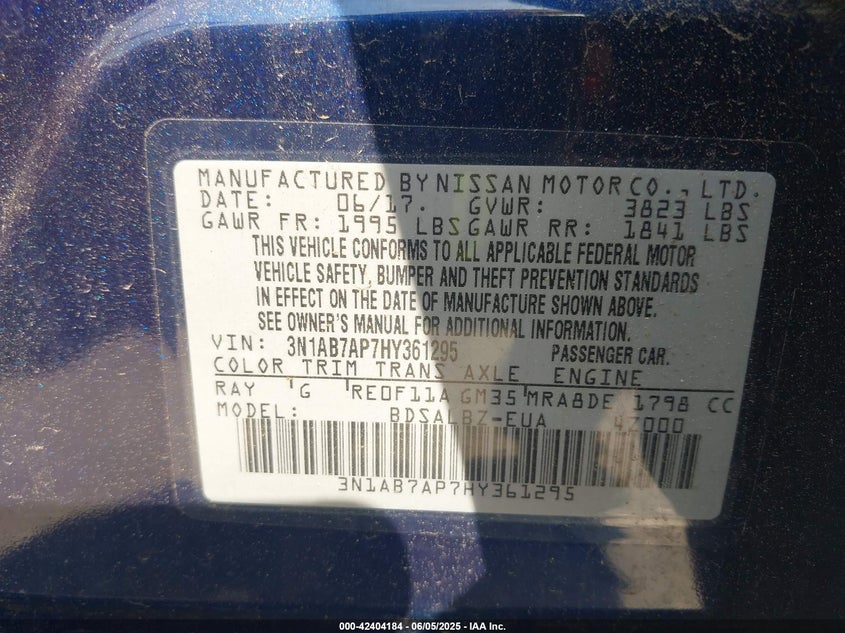 MANUFACTURED BY NISSAN MOTOR CO., LTD.
DATE: 06/17. GVWR: 3823 LBS
GAWR FR: 1995 LBS GAWR RR: 1841 LBS
THIS VEHICLE CONFORMS TO ALL APPLICABLE FEDERAL MOTOR
VEHICLE SAFETY, BUMPER AND THEFT PREVENTION STANDARDS
IN EFFECT ON THE DATE OF MANUFACTURE SHOWN ABOVE.
SEE OWNER'S MANUAL FOR ADDITIONAL INFORMATION.
VIN: 3N1AB7AP7HY361295 PASSENGER CAR.
COLOR TRIM TRANS AXLE ENGINE
RAY G RE0F11A GM35 MRA8DE 1798 CC
MODEL: BDSALBZ-EUA 4Z000
3N1AB7AP7HY361295
000-42404184 - 06/05/2025 - IAA Inc.